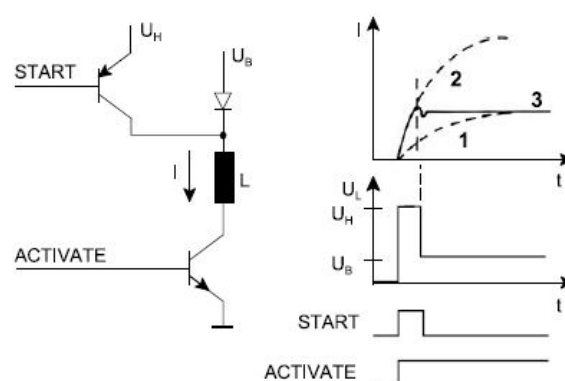 U_H
START
U_B
I
L
ACTIVATE
I
2
3
1
t
U_L
U_H
U_B
t
START
ACTIVATE